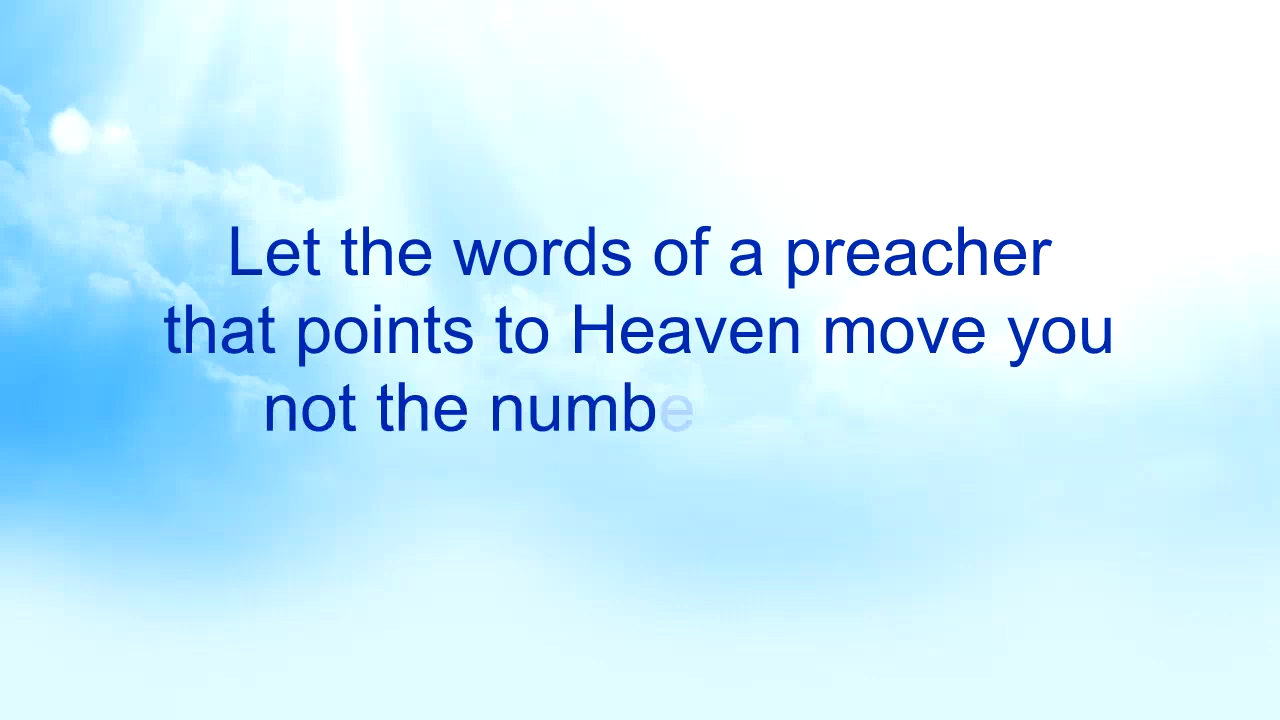 Let the words of a preacher
that points to Heaven move you
not the numbe